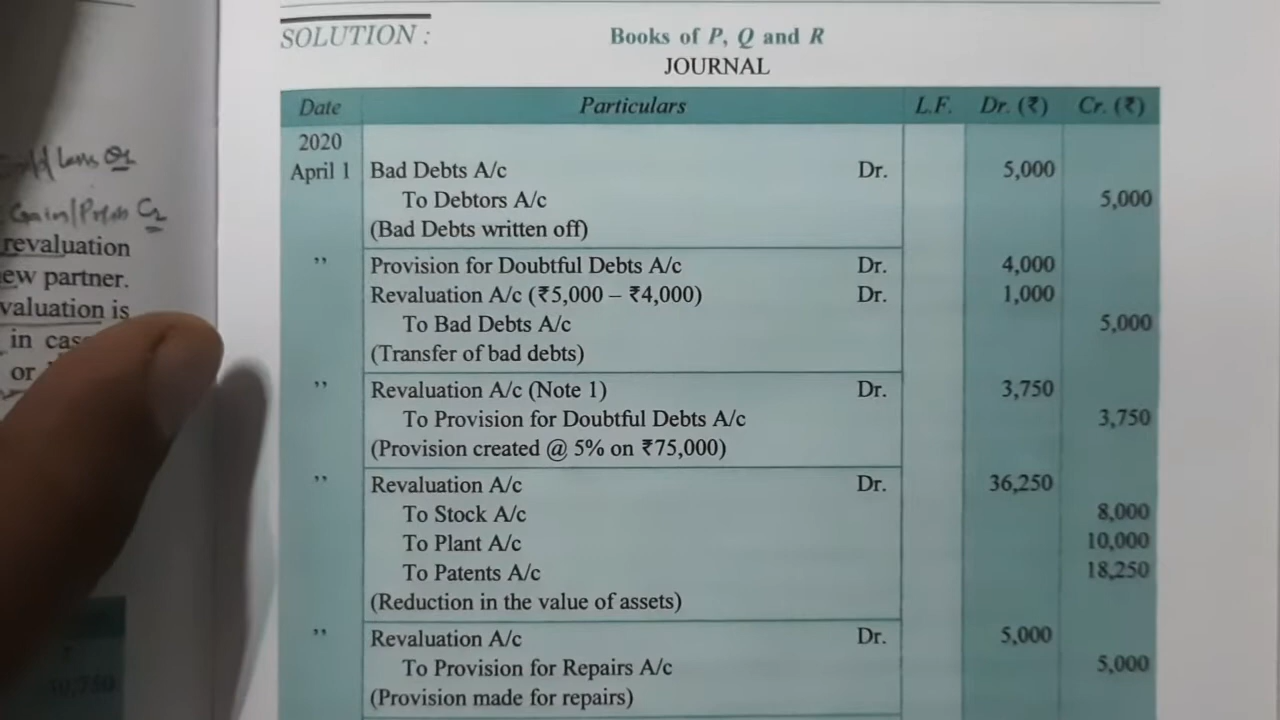 SOLUTION :
Books of P, Q and R
JOURNAL
Date Particulars L.F. Dr. (₹) Cr. (₹)
2020
April 1 Bad Debts A/c Dr. 5,000
To Debtors A/c 5,000
(Bad Debts written off)
” Provision for Doubtful Debts A/c Dr. 4,000
Revaluation A/c (₹5,000 – ₹4,000) Dr. 1,000
To Bad Debts A/c 5,000
(Transfer of bad debts)
” Revaluation A/c (Note 1) Dr. 3,750
To Provision for Doubtful Debts A/c 3,750
(Provision created @ 5% on ₹75,000)
” Revaluation A/c Dr. 36,250
To Stock A/c 8,000
To Plant A/c 10,000
To Patents A/c 18,250
(Reduction in the value of assets)
” Revaluation A/c Dr. 5,000
To Provision for Repairs A/c 5,000
(Provision made for repairs)
Cr
revaluation
ew partner.
valuation is
in cas
or